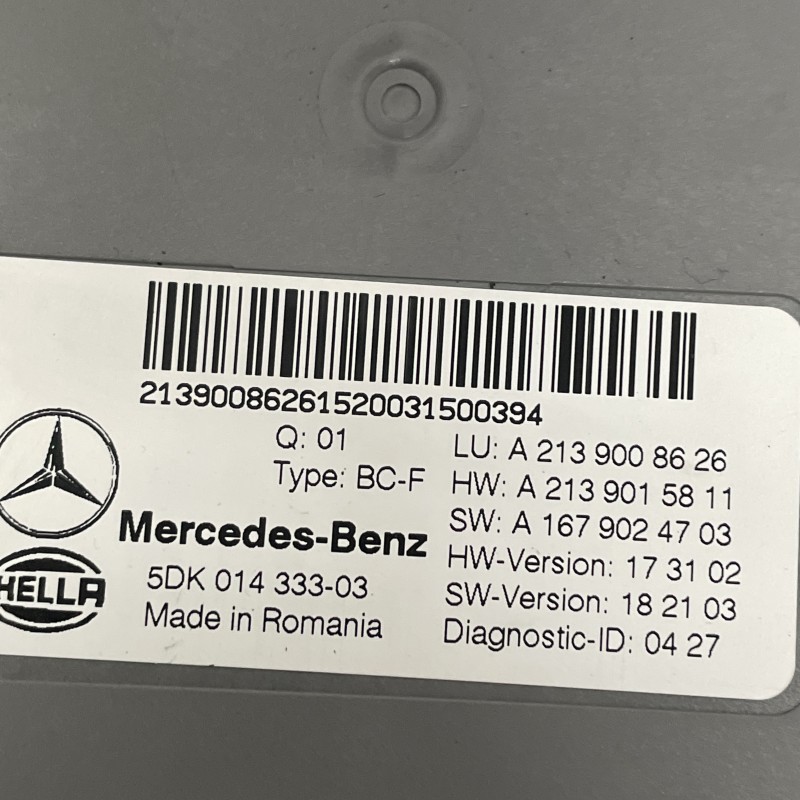 21390086261520031500394
Q: 01
Type: BC-F
Mercedes-Benz
HELLA
5DK 014 333-03
Made in Romania
LU: A 213 900 86 26
HW: A 213 901 58 11
SW: A 167 902 47 03
HW-Version: 17 31 02
SW-Version: 18 21 03
Diagnostic-ID: 04 27